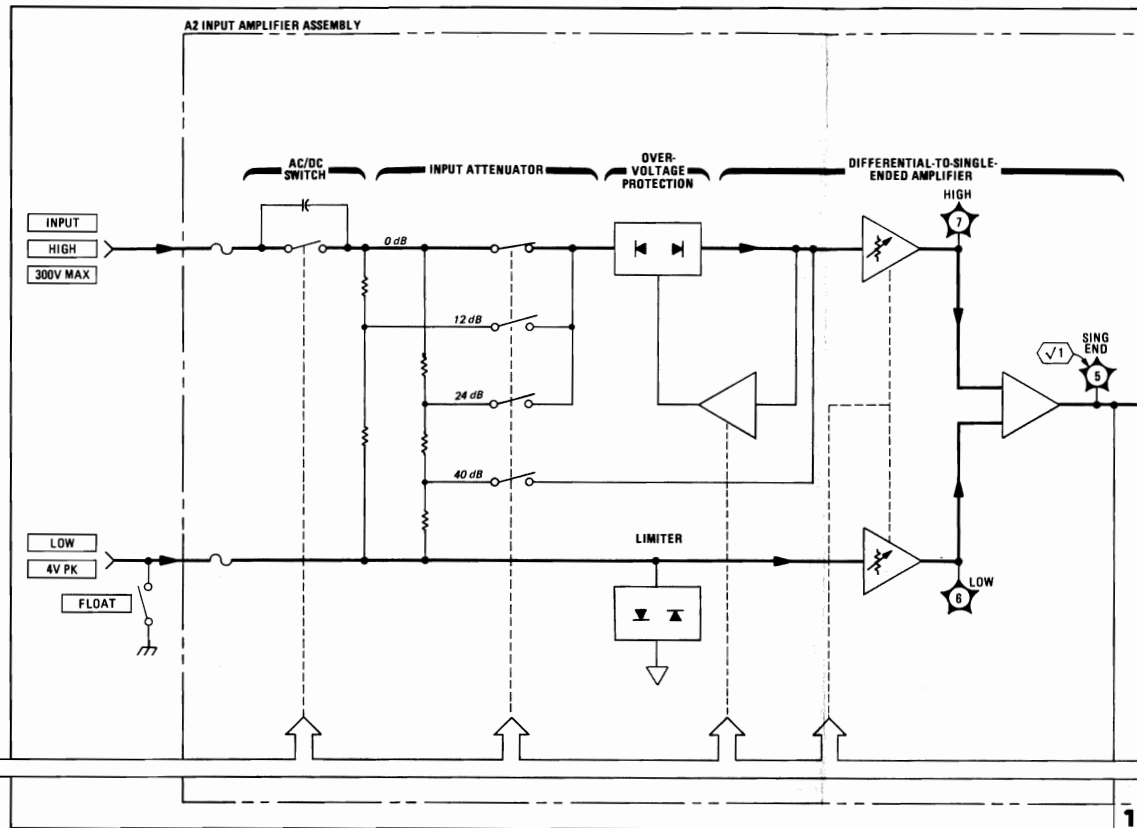 A2 INPUT AMPLIFIER ASSEMBLY
AC/DC
SWITCH
INPUT ATTENUATOR
OVER-
VOLTAGE
PROTECTION
DIFFERENTIAL-TO-SINGLE-
ENDED AMPLIFIER
HIGH
7
INPUT
HIGH
300V MAX
0 dB
12 dB
24 dB
40 dB
SING
END
√1
5
LOW
4V PK
FLOAT
LIMITER
6
LOW
1